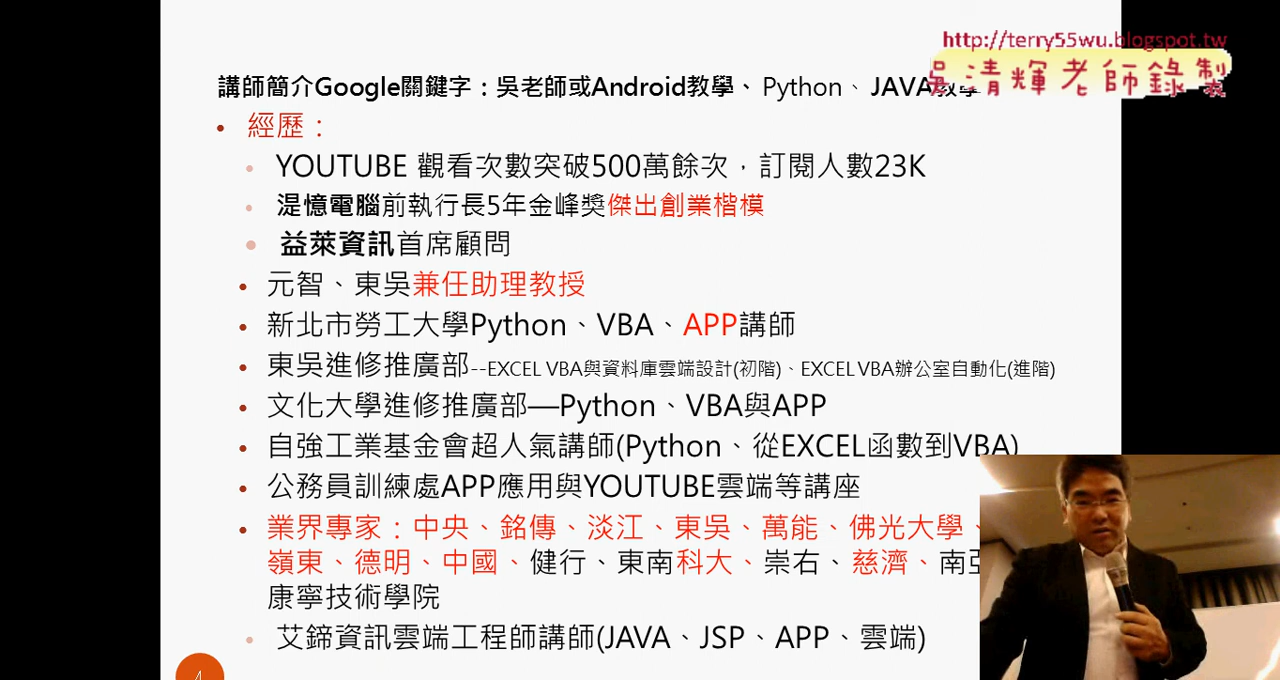 http://terry55wu.blogspot.tw
吳清輝老師錄製
講師簡介Google關鍵字：吳老師或Android教學、Python、JAVA教學
經歷：
YOUTUBE 觀看次數突破500萬餘次，訂閱人數23K
湜憶電腦前執行長5年金峰獎傑出創業楷模
益萊資訊首席顧問
元智、東吳兼任助理教授
新北市勞工大學Python、VBA、APP講師
東吳進修推廣部--EXCEL VBA與資料庫雲端設計(初階)、EXCEL VBA辦公室自動化(進階)
文化大學進修推廣部—Python、VBA與APP
自強工業基金會超人氣講師(Python、從EXCEL函數到VBA)
公務員訓練處APP應用與YOUTUBE雲端等講座
業界專家：中央、銘傳、淡江、東吳、萬能、佛光大學、
嶺東、德明、中國、健行、東南科大、崇右、慈濟、南亞
康寧技術學院
艾鍗資訊雲端工程師講師(JAVA、JSP、APP、雲端)
4